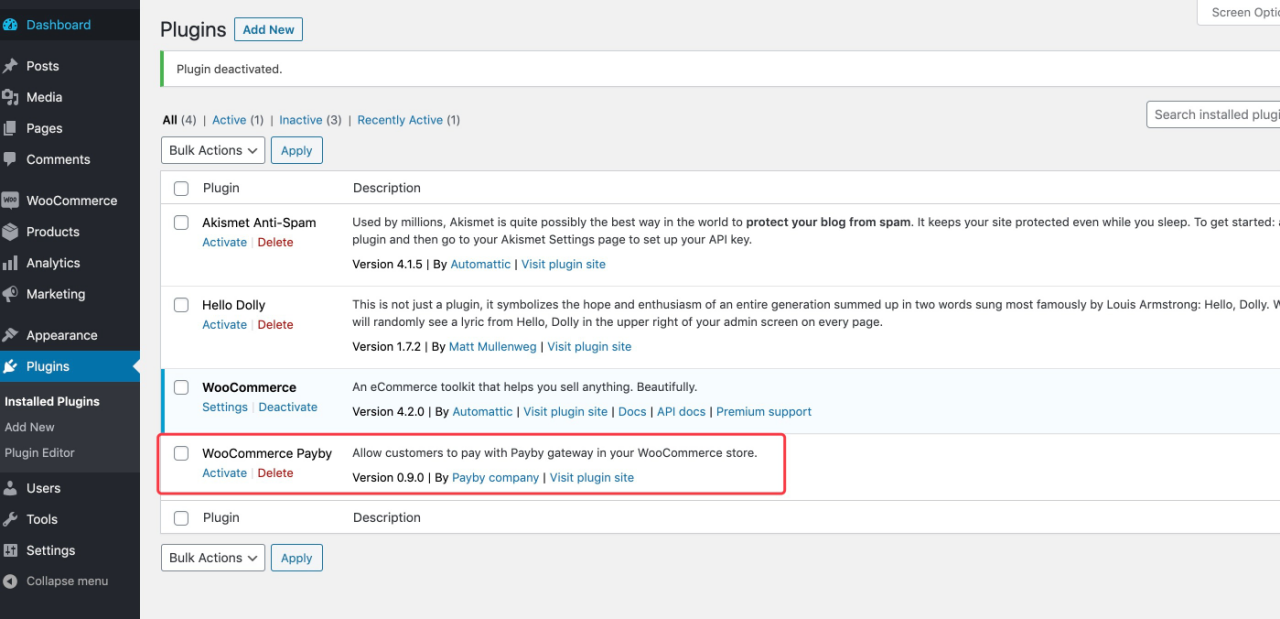 Dashboard
Posts
Media
Pages
Comments
WooCommerce
Products
Analytics
Marketing
Appearance
Plugins
Installed Plugins
Add New
Plugin Editor
Users
Tools
Settings
Collapse menu
Screen Optio
Plugins Add New
Plugin deactivated.
All (4) | Active (1) | Inactive (3) | Recently Active (1)
Search installed plugi
Bulk Actions Apply
Plugin Description
Akismet Anti-Spam
Activate | Delete
Used by millions, Akismet is quite possibly the best way in the world to protect your blog from spam. It keeps your site protected even while you sleep. To get started: a
plugin and then go to your Akismet Settings page to set up your API key.
Version 4.1.5 | By Automattic | Visit plugin site
Hello Dolly
Activate | Delete
This is not just a plugin, it symbolizes the hope and enthusiasm of an entire generation summed up in two words sung most famously by Louis Armstrong: Hello, Dolly. W
will randomly see a lyric from Hello, Dolly in the upper right of your admin screen on every page.
Version 1.7.2 | By Matt Mullenweg | Visit plugin site
WooCommerce
Settings | Deactivate
An eCommerce toolkit that helps you sell anything. Beautifully.
Version 4.2.0 | By Automattic | Visit plugin site | Docs | API docs | Premium support
WooCommerce Payby
Activate | Delete
Allow customers to pay with Payby gateway in your WooCommerce store.
Version 0.9.0 | By Payby company | Visit plugin site
Plugin Description
Bulk Actions Apply